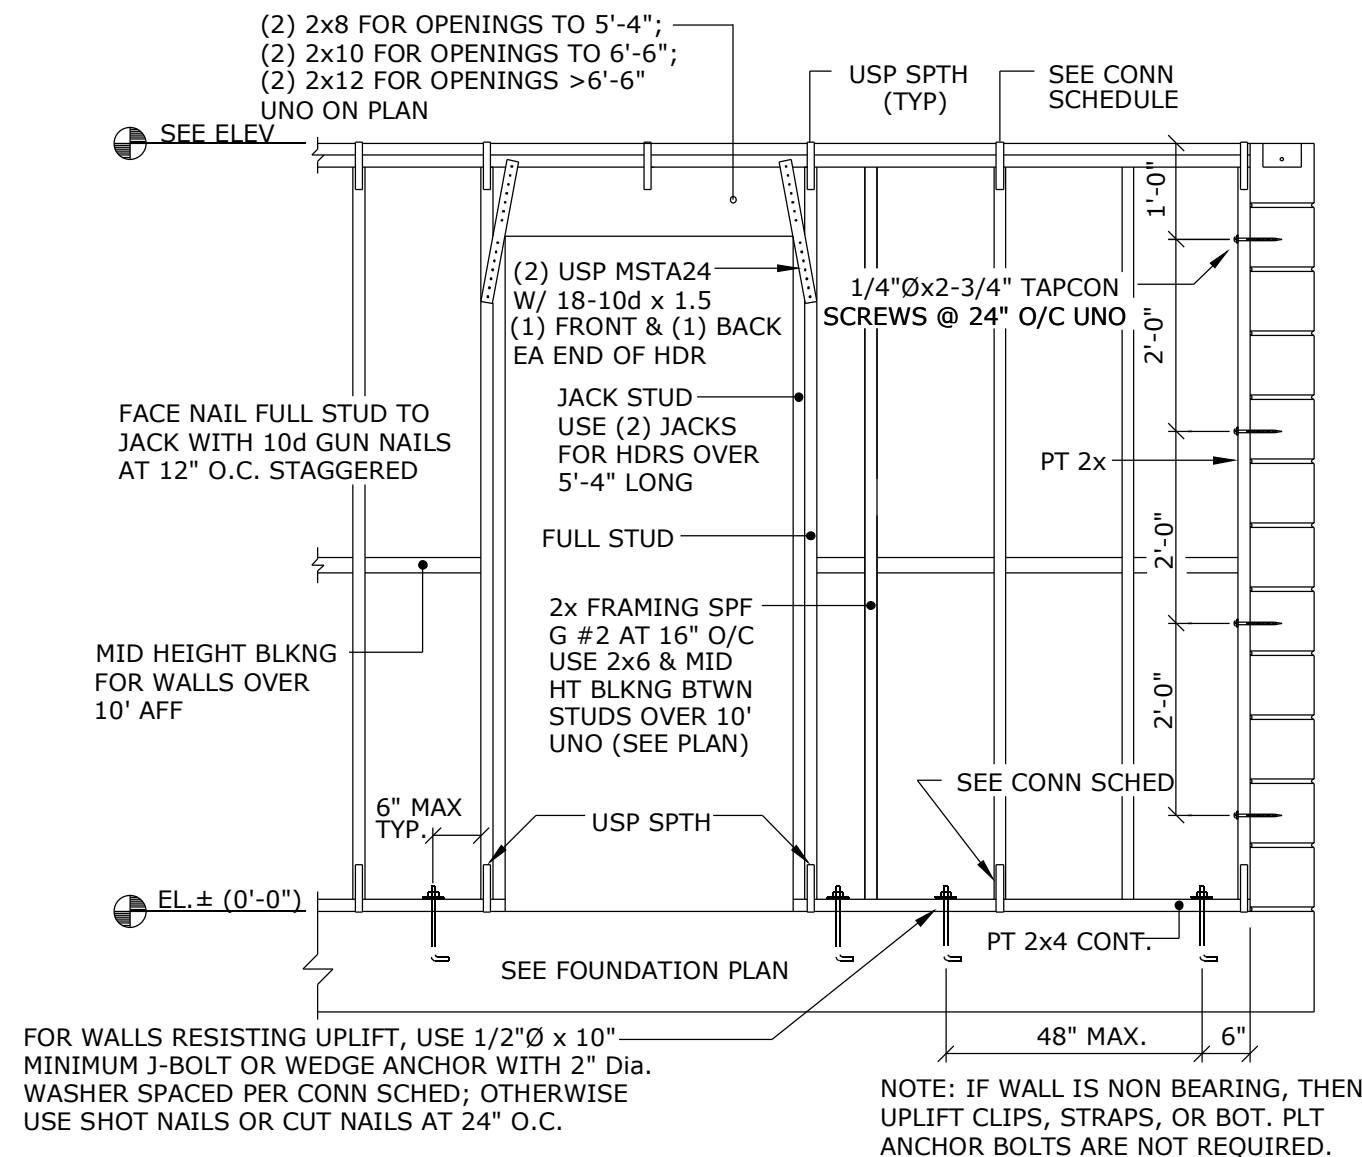 (2) 2x8 FOR OPENINGS TO 5'-4";
(2) 2x10 FOR OPENINGS TO 6'-6";
(2) 2x12 FOR OPENINGS >6'-6"
UNO ON PLAN
USP SPTH
(TYP)
SEE CONN
SCHEDULE
SEE ELEV
1'-0"
(2) USP MSTA24
W/ 18-10d x 1.5
(1) FRONT & (1) BACK
EA END OF HDR
1/4"Øx2-3/4" TAPCON
SCREWS @ 24" O/C UNO
2'-0"
JACK STUD
USE (2) JACKS
FOR HDRS OVER
5'-4" LONG
FACE NAIL FULL STUD TO
JACK WITH 10d GUN NAILS
AT 12" O.C. STAGGERED
PT 2x
FULL STUD
2'-0"
2x FRAMING SPF
G #2 AT 16" O/C
USE 2x6 & MID
HT BLKNG BTWN
STUDS OVER 10'
UNO (SEE PLAN)
MID HEIGHT BLKNG
FOR WALLS OVER
10' AFF
2'-0"
SEE CONN SCHED
6" MAX
TYP.
USP SPTH
EL.± (0'-0")
PT 2x4 CONT.
SEE FOUNDATION PLAN
FOR WALLS RESISTING UPLIFT, USE 1/2"Ø x 10"
MINIMUM J-BOLT OR WEDGE ANCHOR WITH 2" Dia.
WASHER SPACED PER CONN SCHED; OTHERWISE
USE SHOT NAILS OR CUT NAILS AT 24" O.C.
48" MAX.
6"
NOTE: IF WALL IS NON BEARING, THEN
UPLIFT CLIPS, STRAPS, OR BOT. PLT
ANCHOR BOLTS ARE NOT REQUIRED.